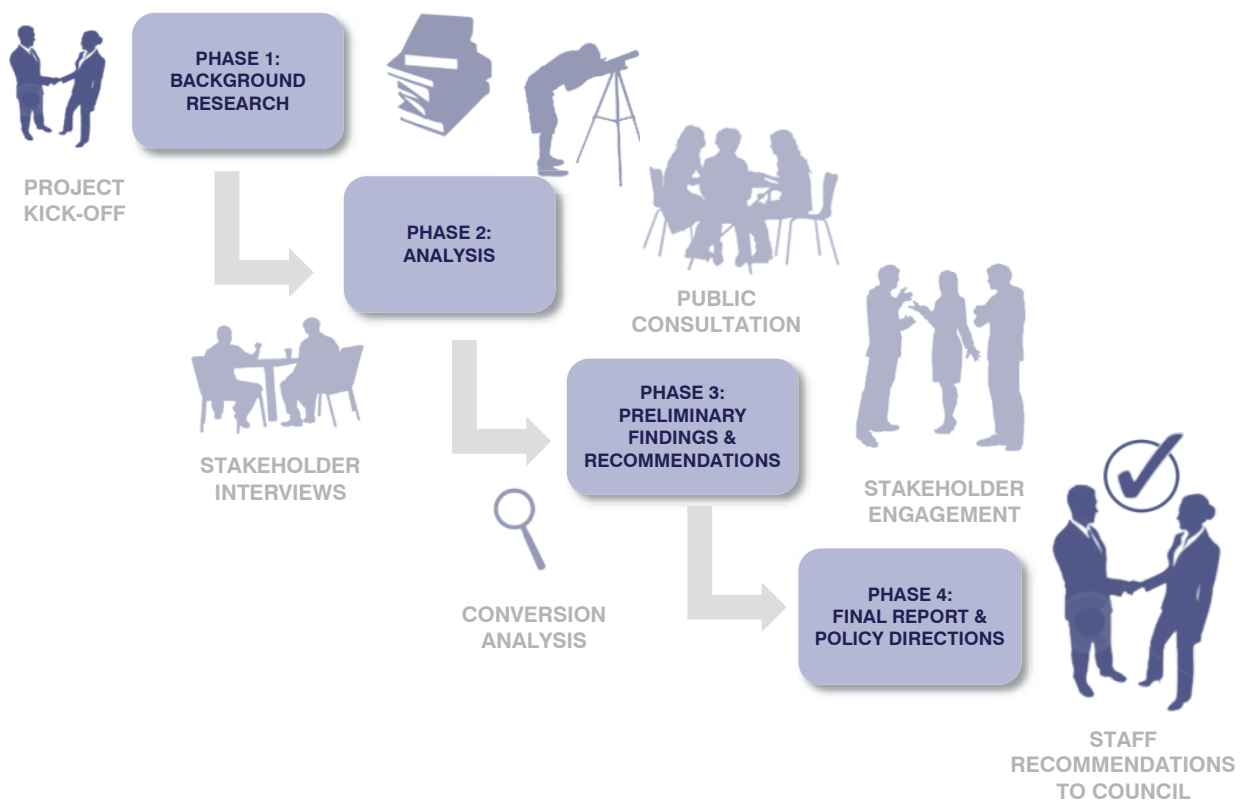 PHASE 1:
BACKGROUND
RESEARCH
PROJECT
KICK-OFF
PHASE 2:
ANALYSIS
PUBLIC
CONSULTATION
STAKEHOLDER
INTERVIEWS
PHASE 3:
PRELIMINARY
FINDINGS &
RECOMMENDATIONS
STAKEHOLDER
ENGAGEMENT
CONVERSION
ANALYSIS
PHASE 4:
FINAL REPORT &
POLICY DIRECTIONS
STAFF
RECOMMENDATIONS
TO COUNCIL